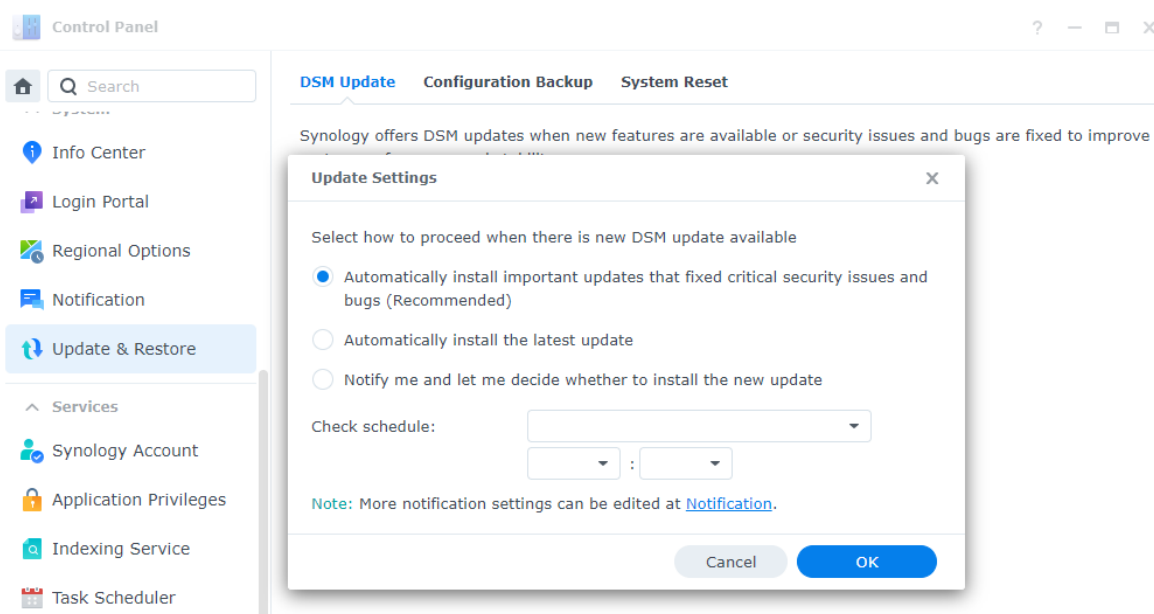 Control Panel
?
Search
DSM Update
Configuration Backup
System Reset
Info Center
Login Portal
Regional Options
Notification
Update & Restore
Services
Synology Account
Application Privileges
Indexing Service
Task Scheduler
Synology offers DSM updates when new features are available or security issues and bugs are fixed to improve
Update Settings
Select how to proceed when there is new DSM update available
Automatically install important updates that fixed critical security issues and
bugs (Recommended)
Automatically install the latest update
Notify me and let me decide whether to install the new update
Check schedule:
:
Note: More notification settings can be edited at Notification.
Cancel
OK